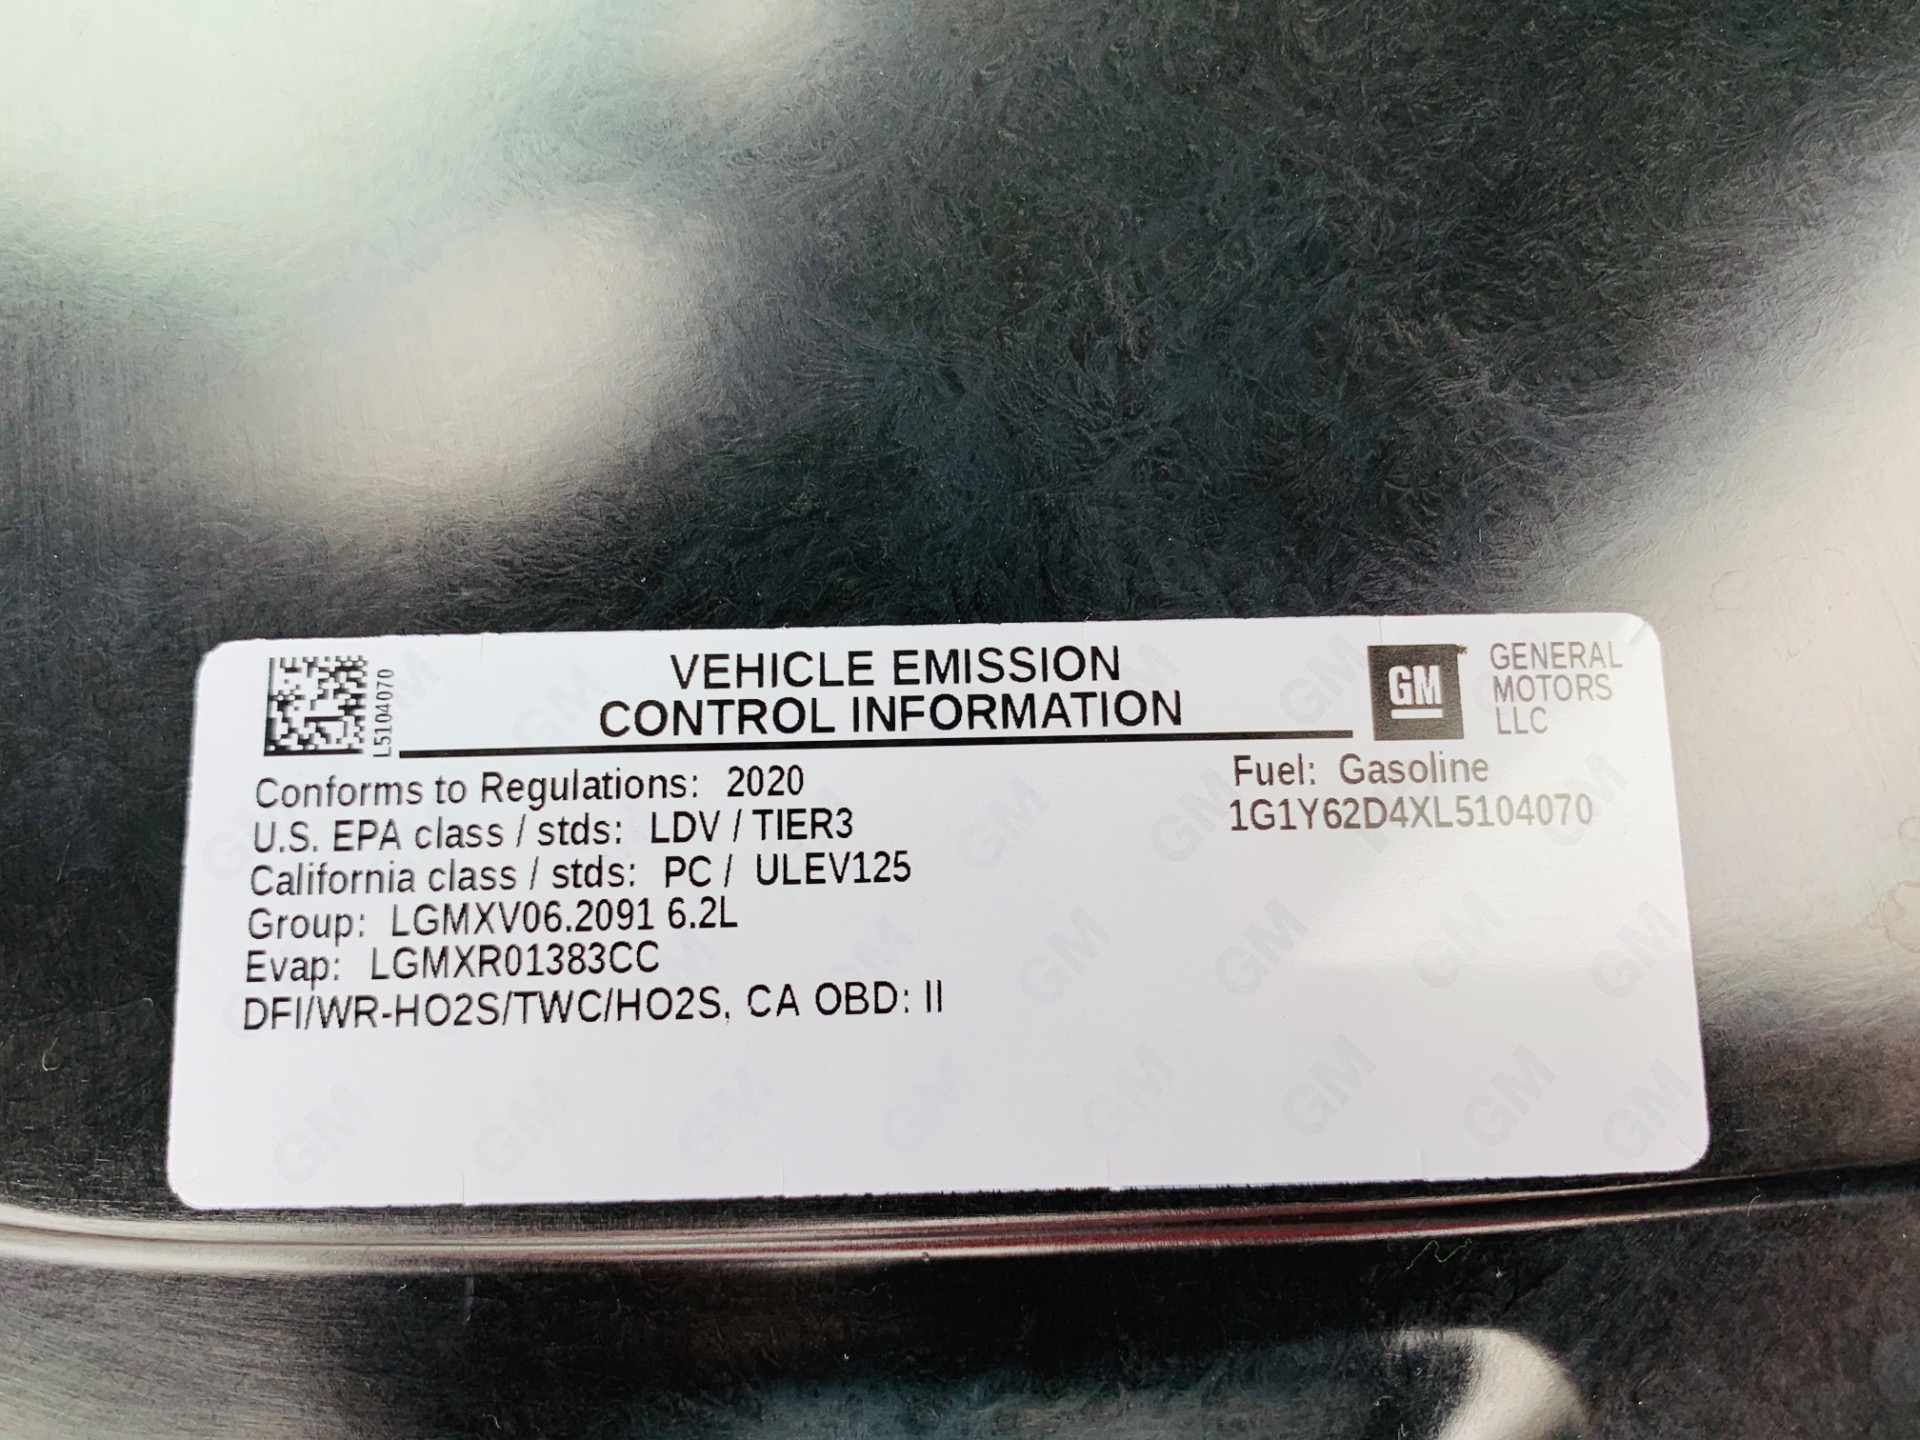 L5104070
VEHICLE EMISSION
CONTROL INFORMATION
GM
GENERAL
MOTORS
LLC
Conforms to Regulations: 2020
U.S. EPA class / stds: LDV / TIER3
California class / stds: PC / ULEV125
Group: LGMXV06.2091 6.2L
Evap: LGMXR01383CC
DFI/WR-HO2S/TWC/HO2S, CA OBD: II
Fuel: Gasoline
1G1Y62D4XL5104070